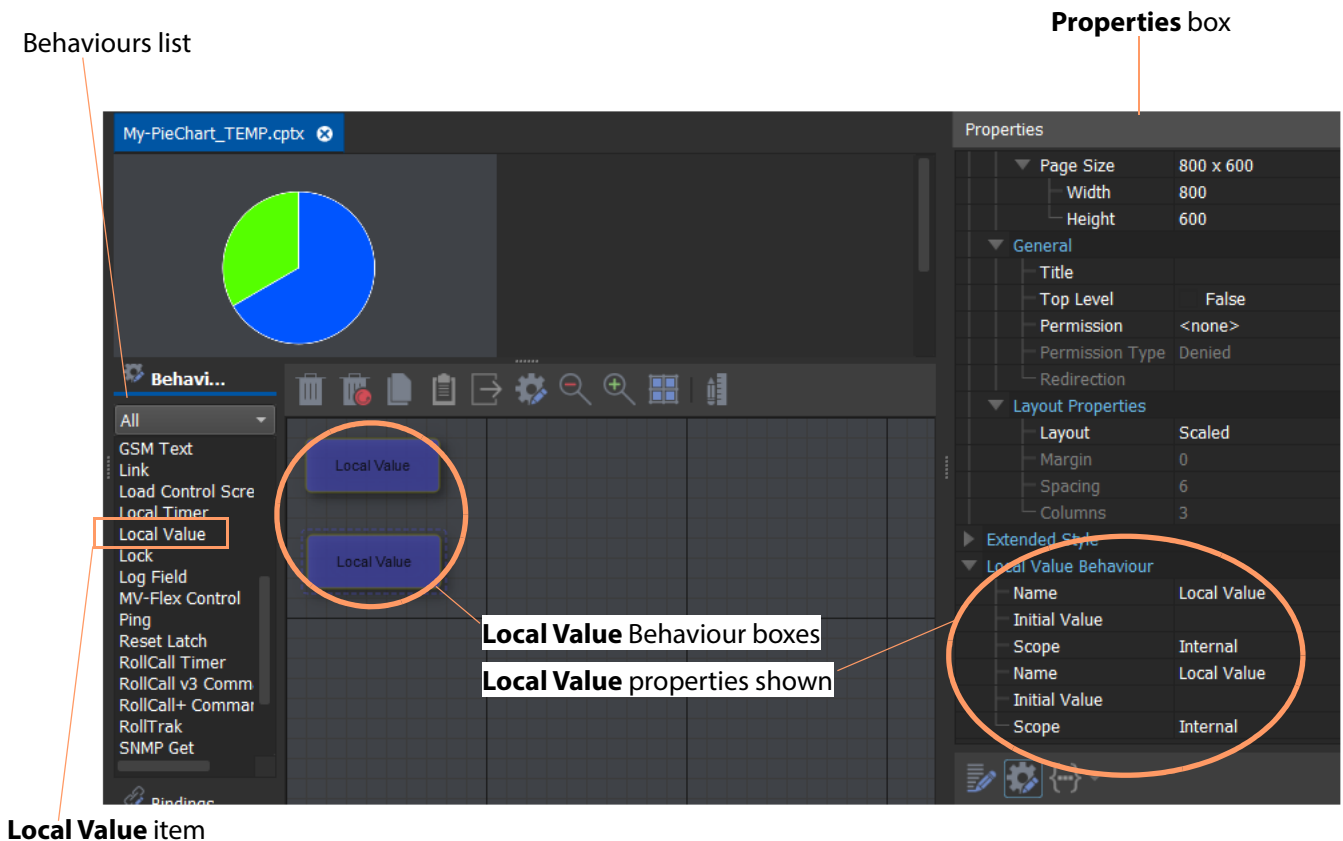 Properties box
Behaviours list
My-PieChart_TEMP.cptx
Properties
Page Size 800 x 600
Width 800
Height 600
General
Title
Top Level False
Permission <none>
Permission Type Denied
Redirection
Layout Properties
Layout Scaled
Margin 0
Spacing 6
Columns 3
Extended Style
Local Value Behaviour
Name Local Value
Initial Value
Scope Internal
Name Local Value
Initial Value
Scope Internal
Behavi...
All
GSM Text
Link
Load Control Scre
Local Timer
Local Value
Lock
Log Field
MV-Flex Control
Ping
Reset Latch
RollCall Timer
RollCall v3 Comm
RollCall+ Commar
RollTrak
SNMP Get
Bindings
Local Value
Local Value
Local Value Behaviour boxes
Local Value properties shown
Local Value item